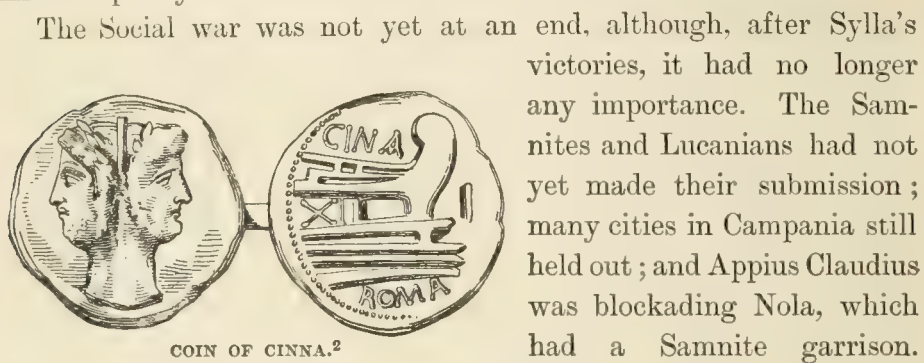 The Social war was not yet at an end, although, after Sylla's
victories, it had no longer
any importance. The Sam-
nites and Lucanians had not
yet made their submission;
many cities in Campania still
held out; and Appius Claudius
was blockading Nola, which
had a Samnite garrison.
CINA
XII
I
ROMA
COIN OF CINNA.²